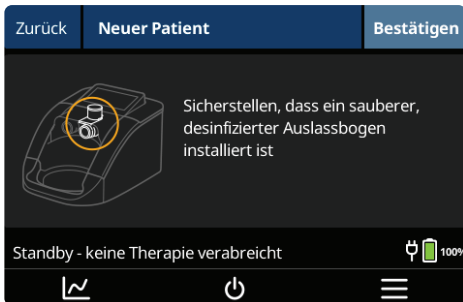 Zurück Neuer Patient Bestätigen
Sicherstellen, dass ein sauberer,
desinfizierter Auslassbogen
installiert ist
Standby - keine Therapie verabreicht 100%